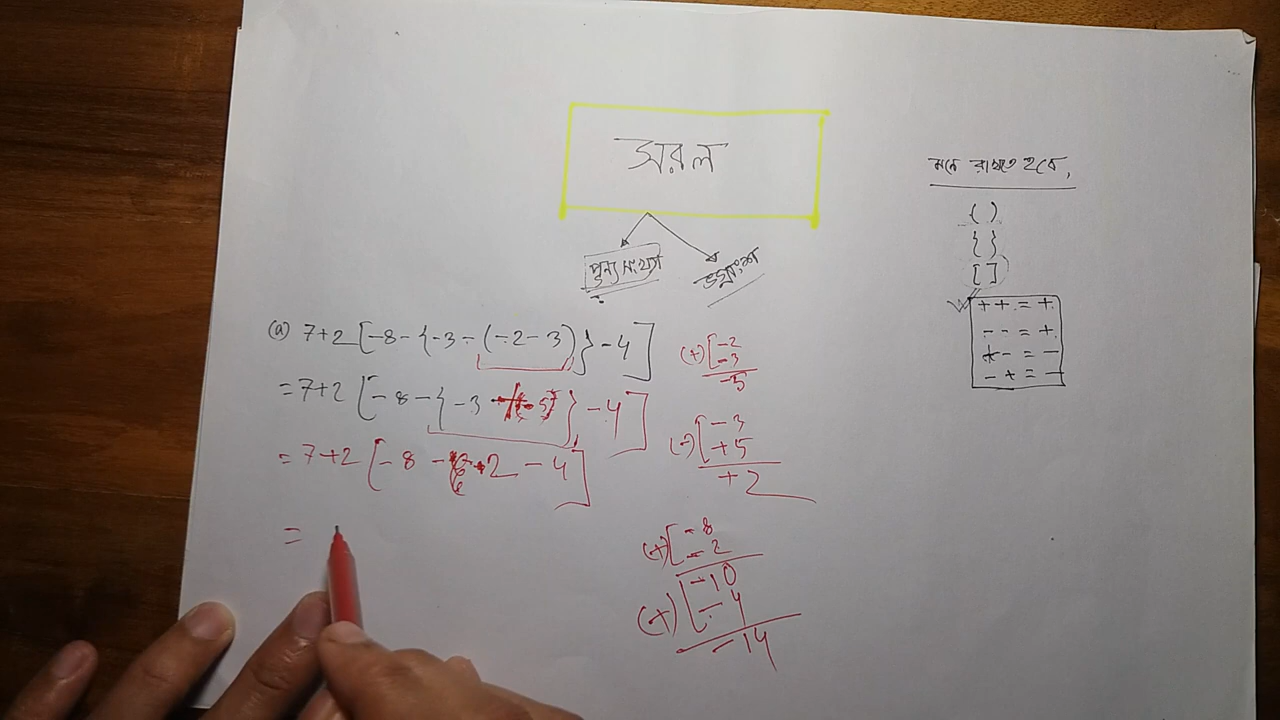 সরল
পুন্য সংখ্যা
ভগ্নাংশ
মনে রাখতে হবে,
( )
{ }
[ ]
+ + = +
- - = +
+ - = -
- + = -
(a) 7+2[-8-{-3-(-2-3)}-4]
=7+2[-8-{-3 }-4]
=7+2[-8- 2-4]
=
(+)[-2
-3
-5
(-)[-3
+5
+2
(+)[-8
-2
-10
(+)[-4
-14